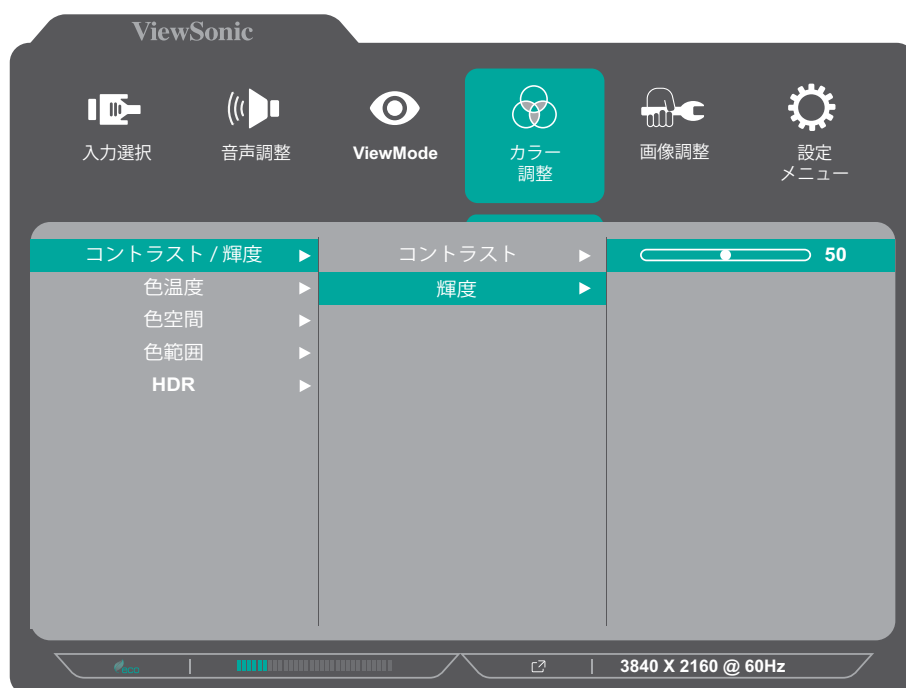 ViewSonic
入力選択
音声調整
ViewMode
カラー
調整
画像調整
設定
メニュー
コントラスト / 輝度
コントラスト
50
色温度
輝度
色空間
色範囲
HDR
eco
3840 X 2160 @ 60Hz